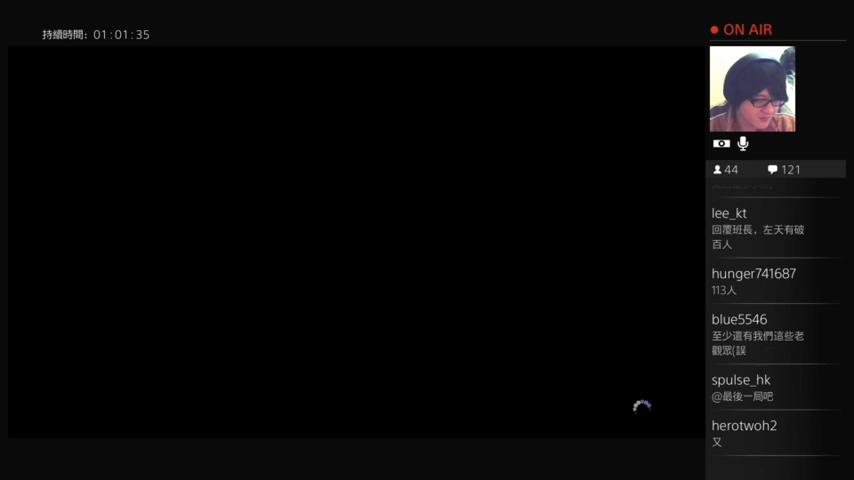 持續時間: 01:01:35
ON AIR
44 121
lee_kt
回覆班長，左天有破
百人
hunger741687
113人
blue5546
至少還有我們這些老
觀眾(誤
spulse_hk
@最後一局吧
herotwoh2
又